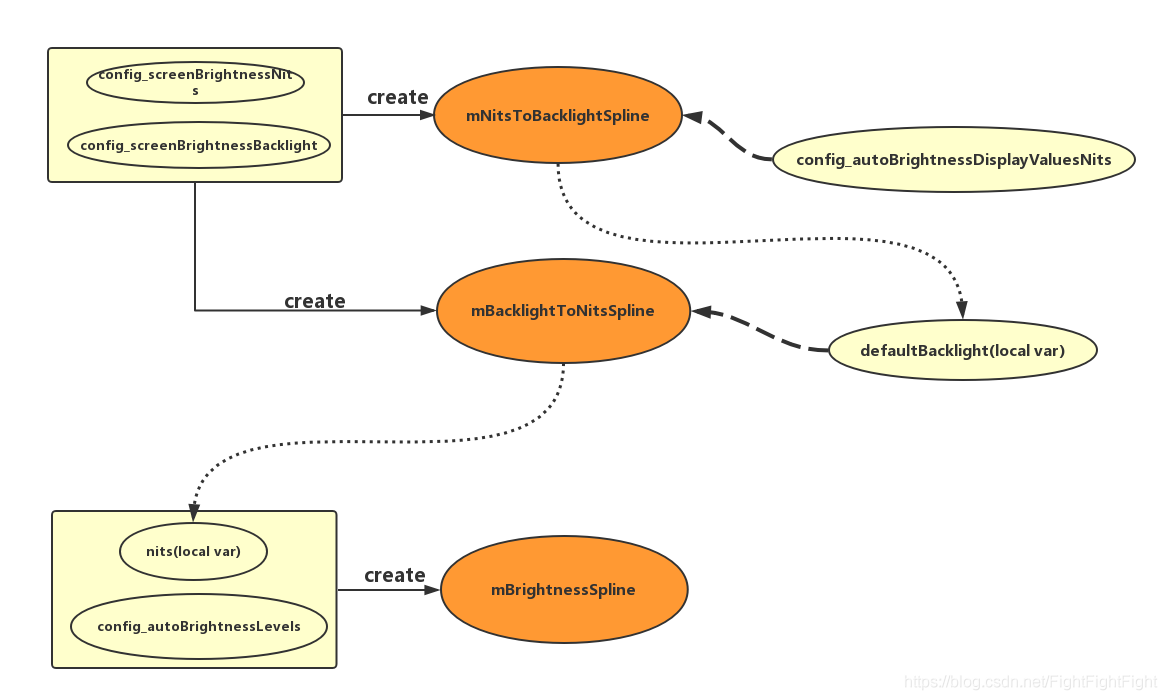 config_screenBrightnessNit
s
create
mNitsToBacklightSpline
config_screenBrightnessBacklight
config_autoBrightnessDisplayValuesNits
create
mBacklightToNitsSpline
defaultBacklight(local var)
nits(local var)
create
mBrightnessSpline
config_autoBrightnessLevels
https://blog.csdn.net/FightFightFight